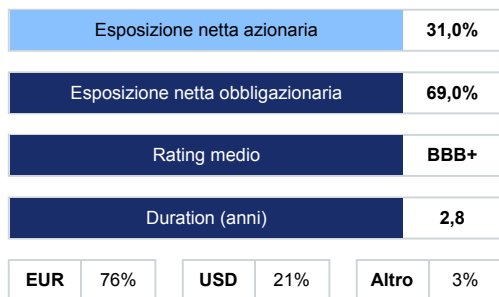 Esposizione netta azionaria 31,0%
Esposizione netta obbligazionaria 69,0%
Rating medio BBB+
Duration (anni) 2,8
EUR 76% USD 21% Altro 3%